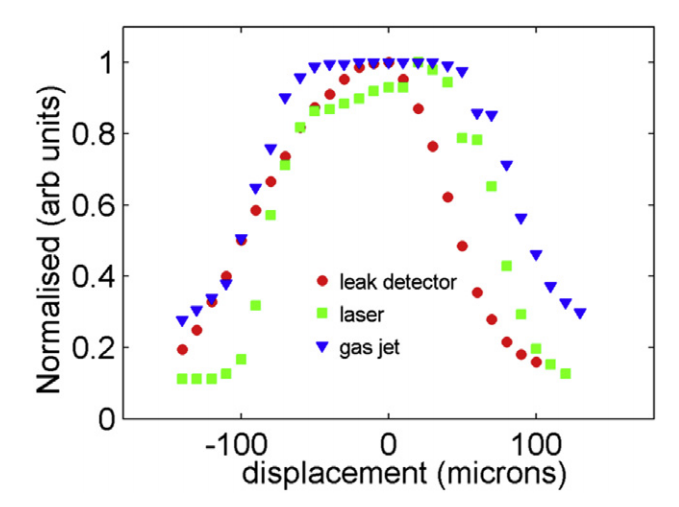 Normalised (arb units)
1
0.8
0.6
0.4
0.2
0
leak detector
laser
gas jet
-100
0
100
displacement (microns)